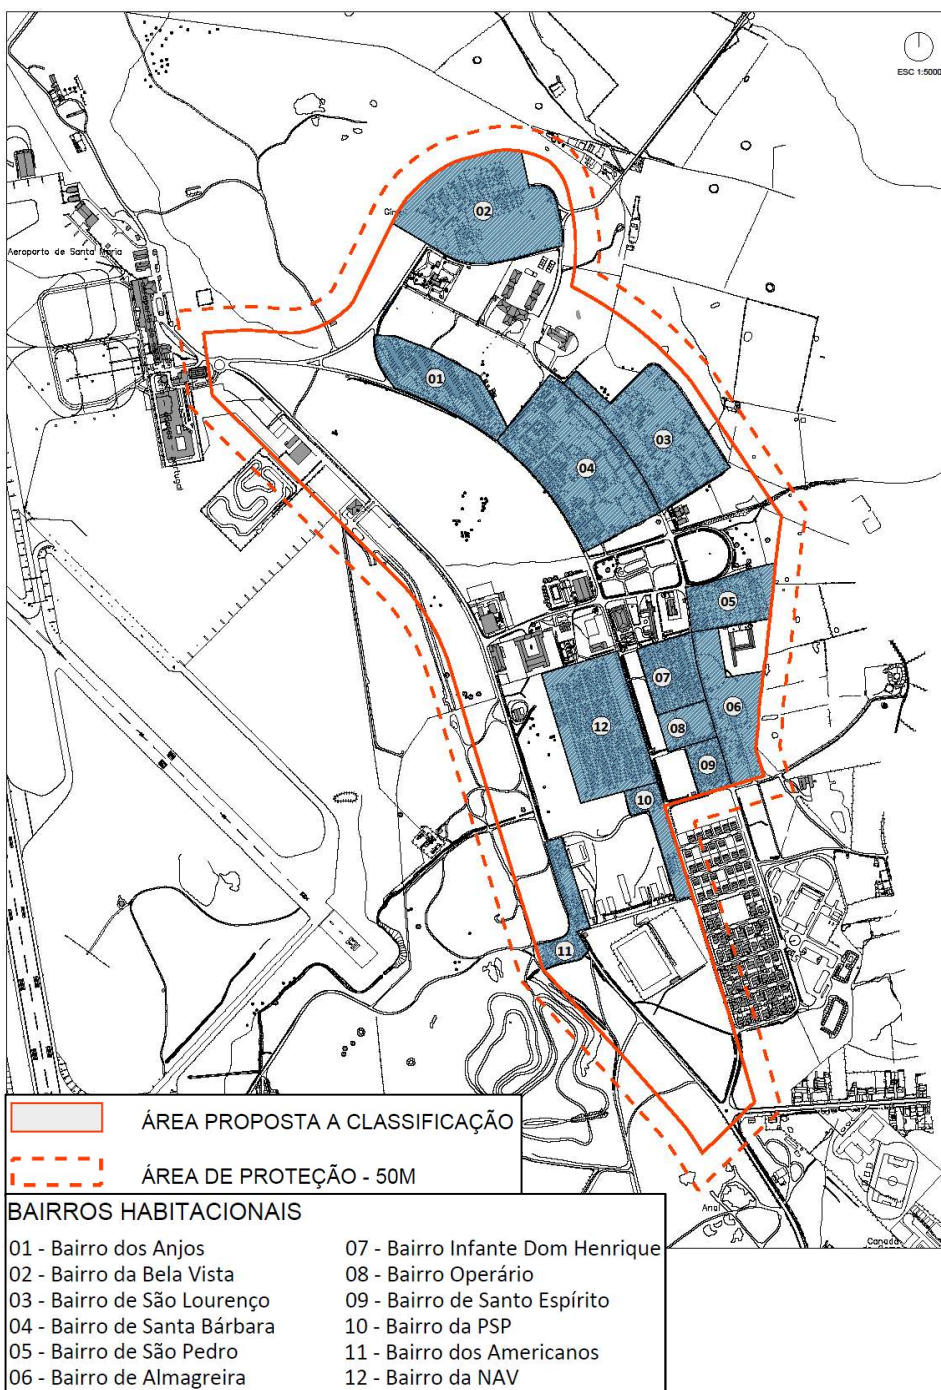 ESC 1:5000
02
Aeroporto de Santa Maria
01
03
04
05
07
06
12
08
09
10
11
ÁREA PROPOSTA A CLASSIFICAÇÃO
ÁREA DE PROTEÇÃO - 50M
BAIRROS HABITACIONAIS
01 - Bairro dos Anjos
02 - Bairro da Bela Vista
03 - Bairro de São Lourenço
04 - Bairro de Santa Bárbara
05 - Bairro de São Pedro
06 - Bairro de Almagreira
07 - Bairro Infante Dom Henrique
08 - Bairro Operário
09 - Bairro de Santo Espírito
10 - Bairro da PSP
11 - Bairro dos Americanos
12 - Bairro da NAV